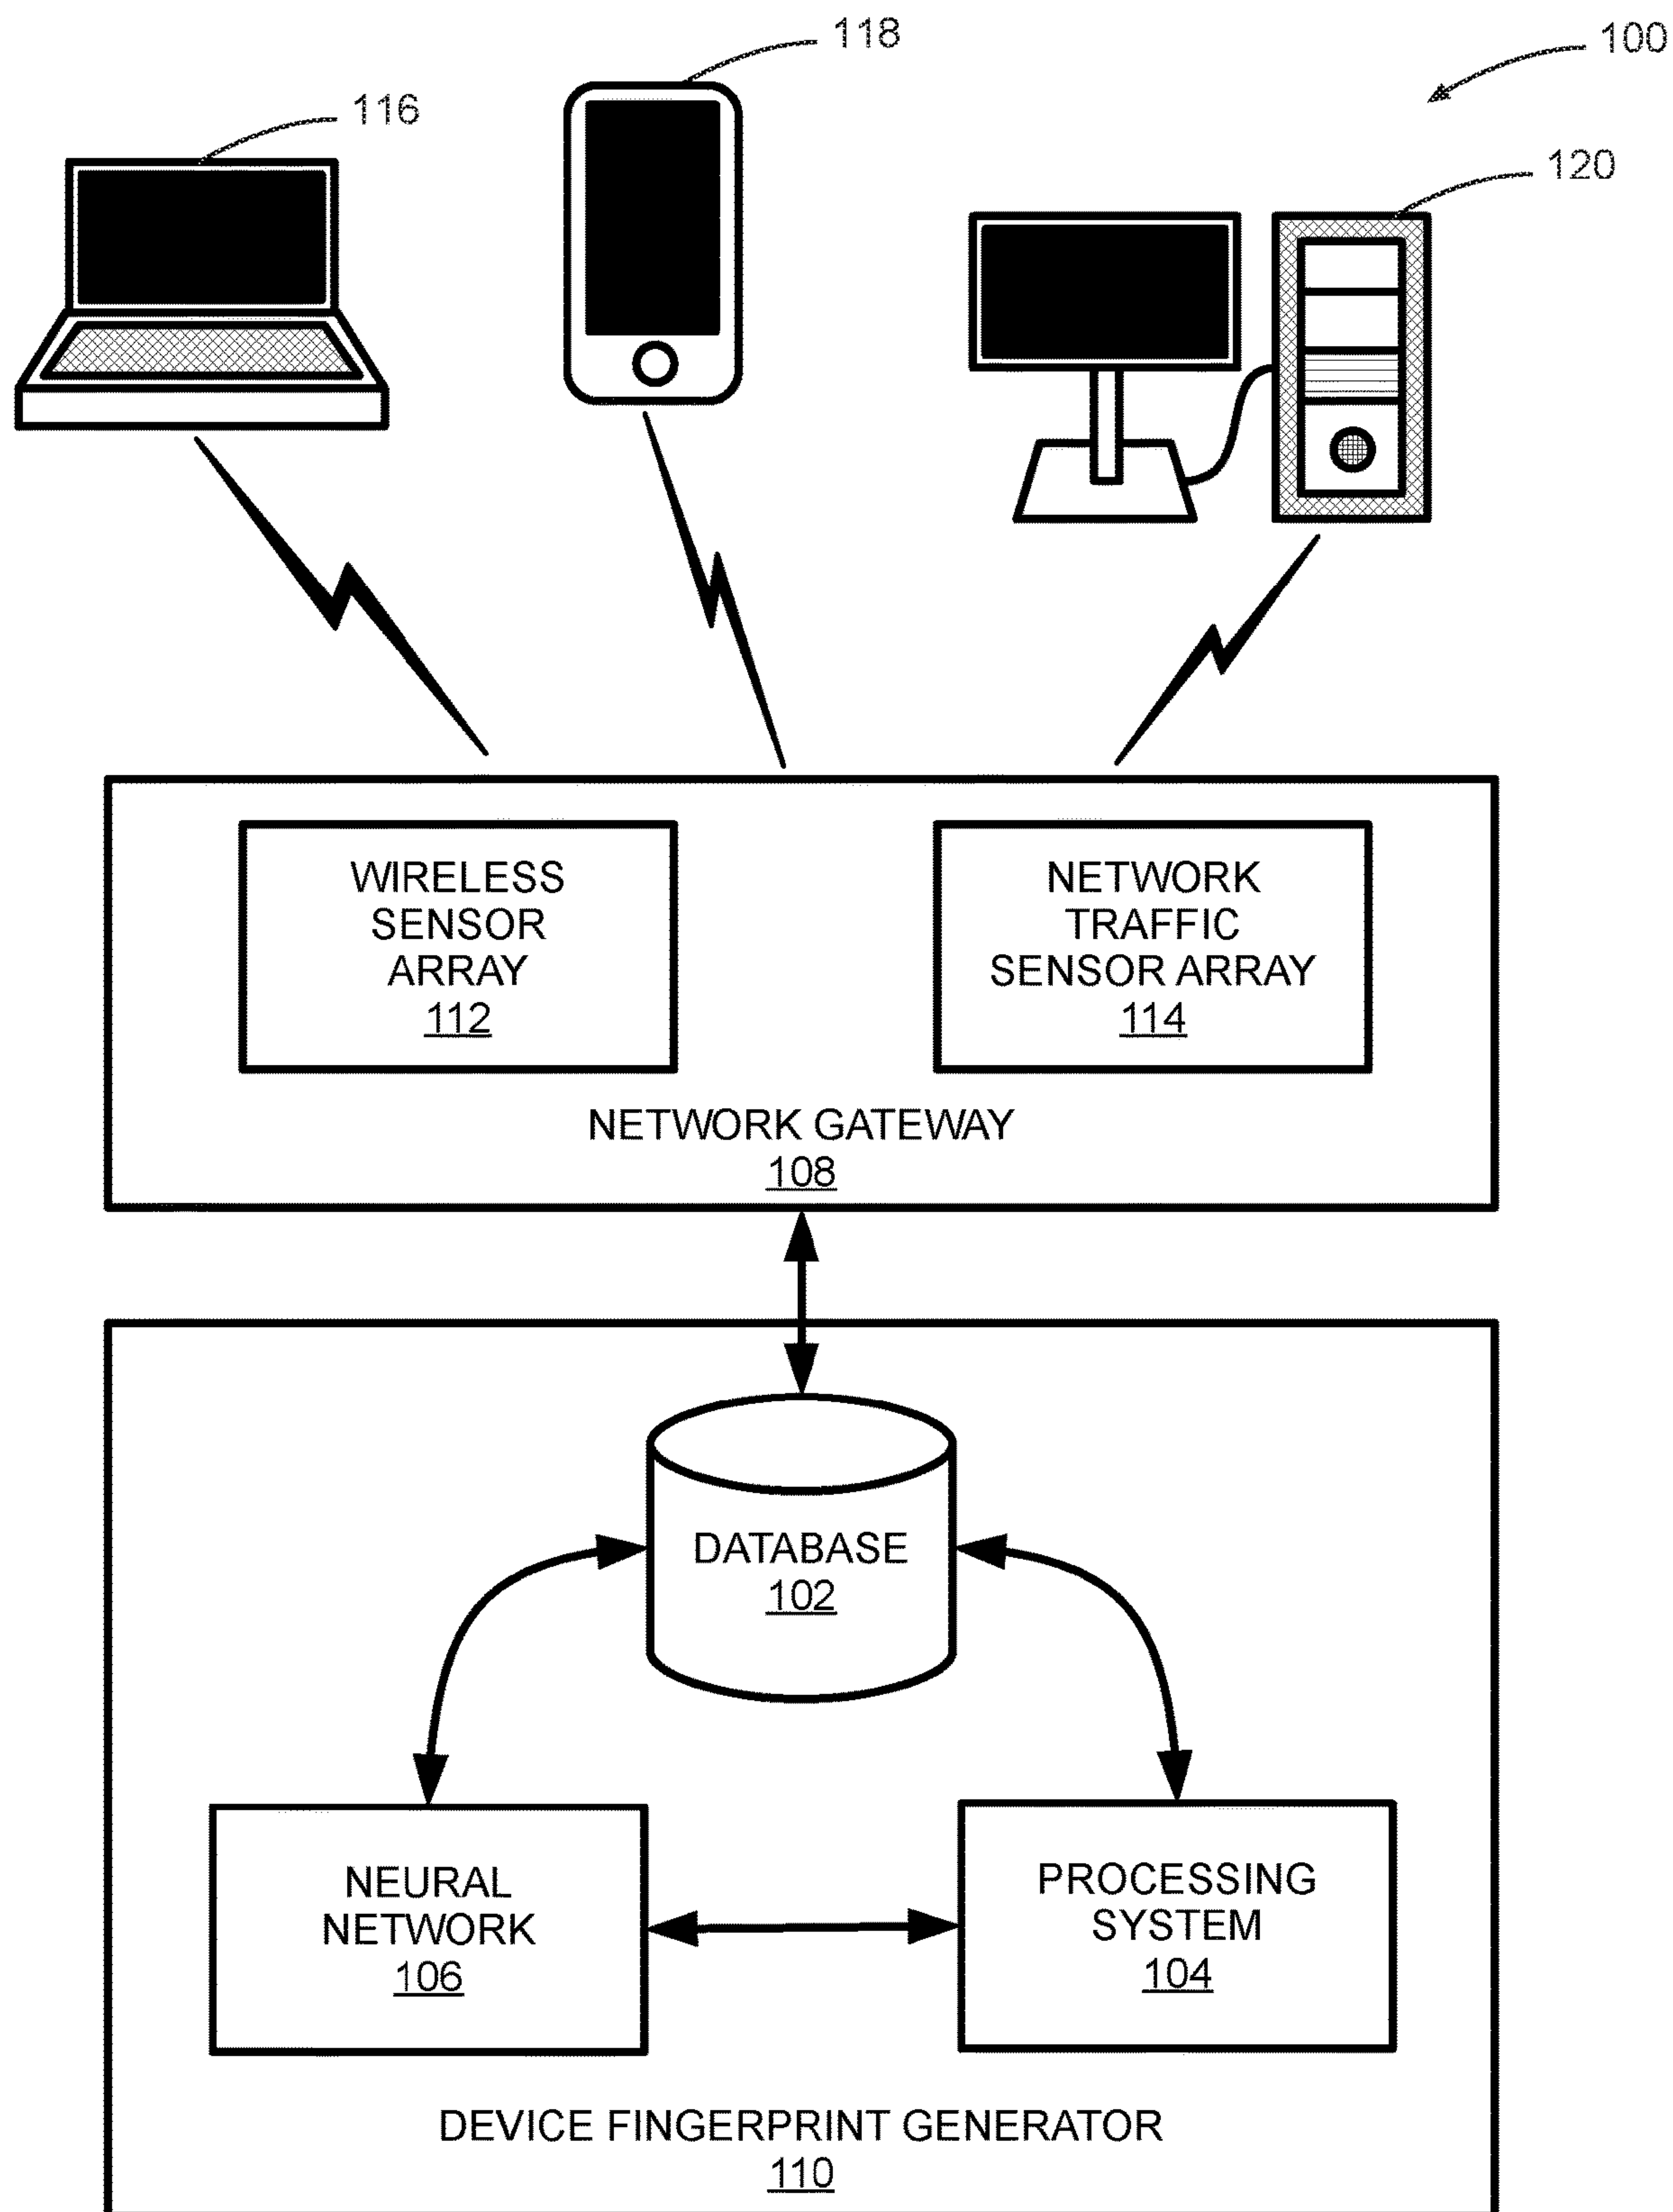 118
100
116
120
WIRELESS
SENSOR
ARRAY
112
NETWORK
TRAFFIC
SENSOR ARRAY
114
NETWORK GATEWAY
108
DATABASE
102
NEURAL
NETWORK
106
PROCESSING
SYSTEM
104
DEVICE FINGERPRINT GENERATOR
110